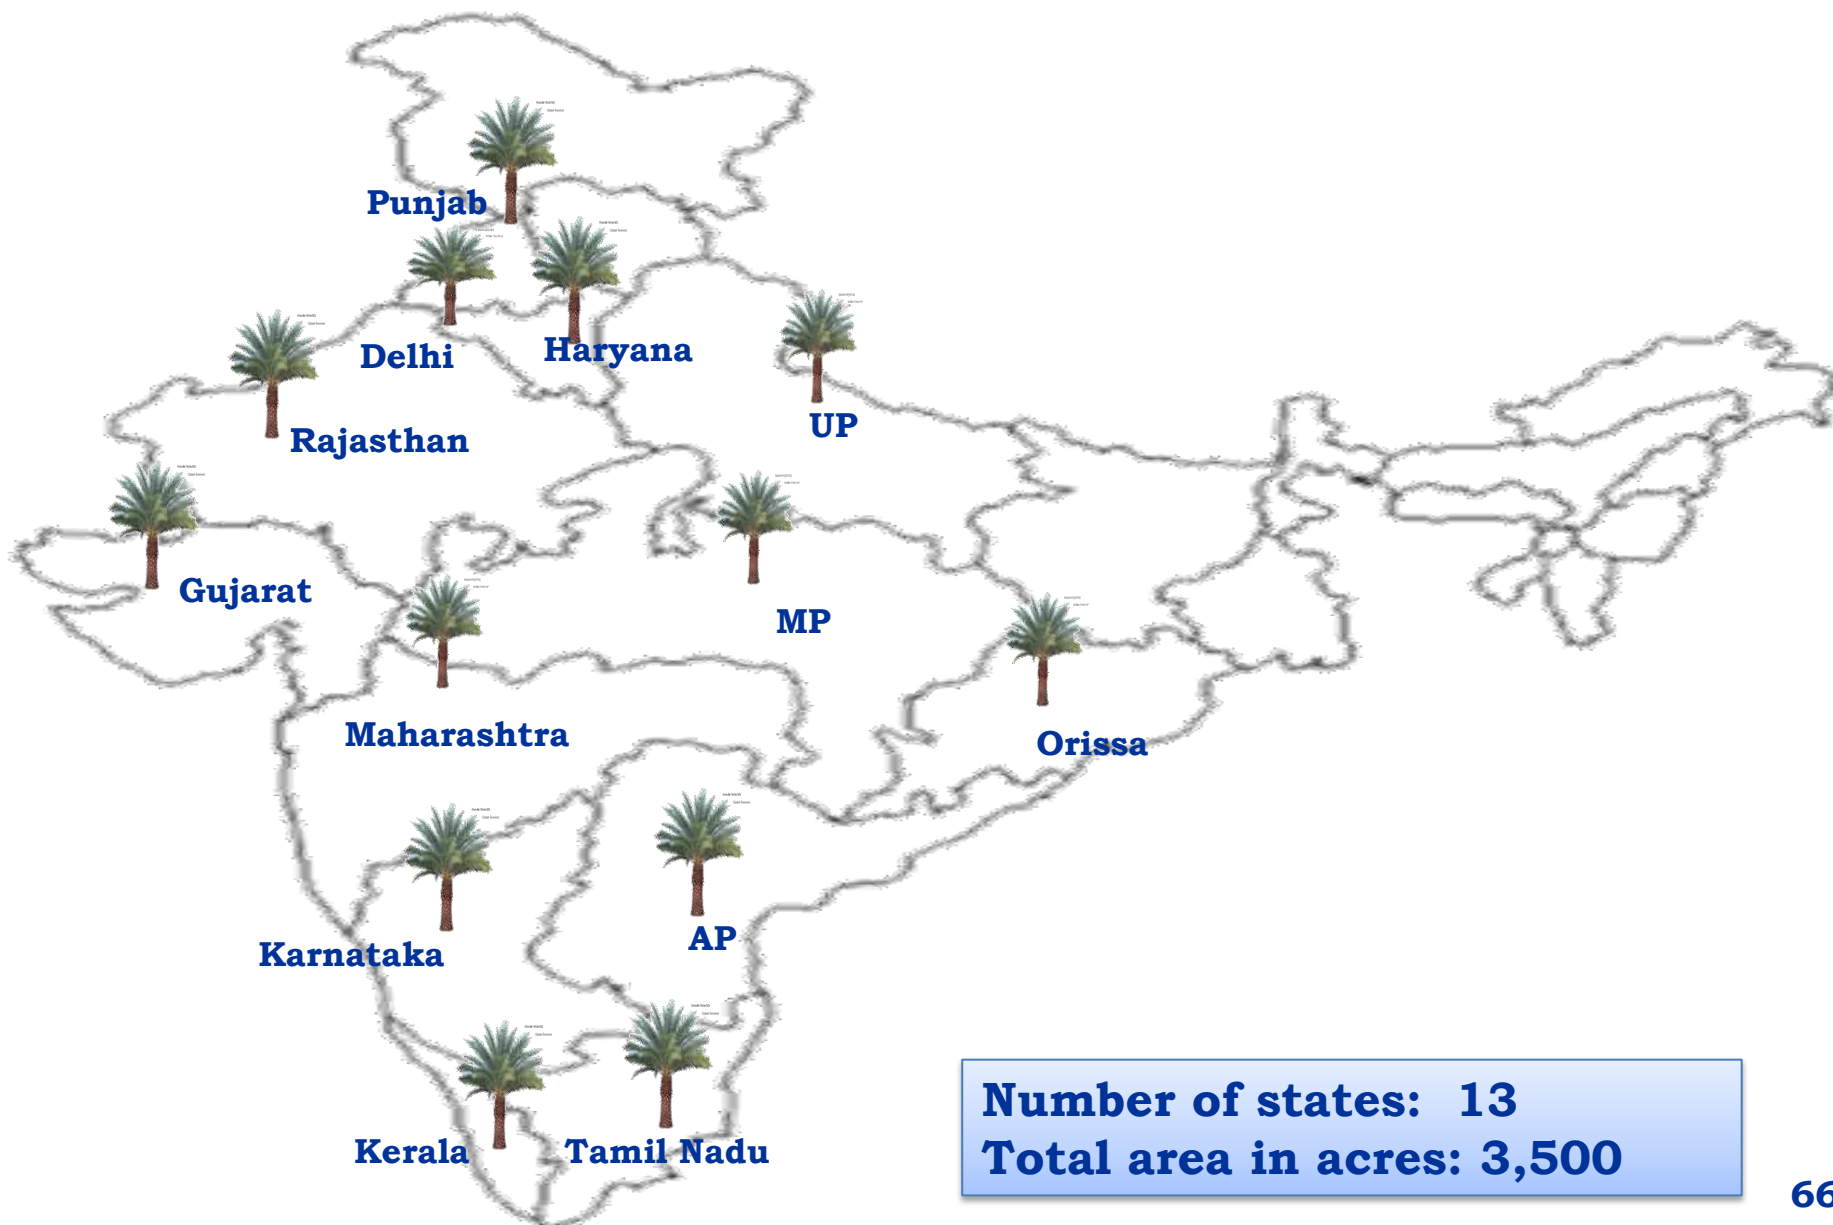 Punjab
Delhi
Haryana
Rajasthan
UP
Gujarat
MP
Maharashtra
Orissa
Karnataka
AP
Kerala
Tamil Nadu
Number of states:  13
Total area in acres: 3,500
66